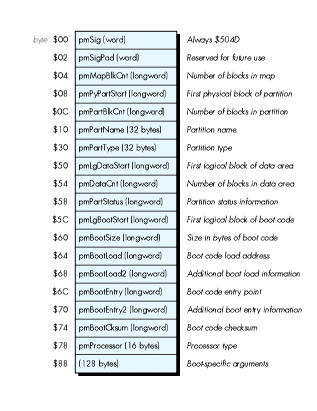 byte $00 pmSig (word) Always $504D
$02 pmSigPad (word) Reserved for future use
$04 pmMapBlkCnt (longword) Number of blocks in map
$08 pmPyPartStart (longword) First physical block of partition
$0C pmPartBlkCnt (longword) Number of blocks in partition
$10 pmPartName (32 bytes) Partition name
$30 pmPartType (32 bytes) Partition type
$50 pmLgDataStart (longword) First logical block of data area
$54 pmDataCnt (longword) Number of blocks in data area
$58 pmPartStatus (longword) Partition status information
$5C pmLgBootStart (longword) First logical block of boot code
$60 pmBootSize (longword) Size in bytes of boot code
$64 pmBootLoad (longword) Boot code load address
$68 pmBootLoad2 (longword) Additional boot load information
$6C pmBootEntry (longword) Boot code entry point
$70 pmBootEntry2 (longword) Additional boot entry information
$74 pmBootCksum (longword) Boot code checksum
$78 pmProcessor (16 bytes) Processor type
$88 (128 bytes) Boot-specific arguments